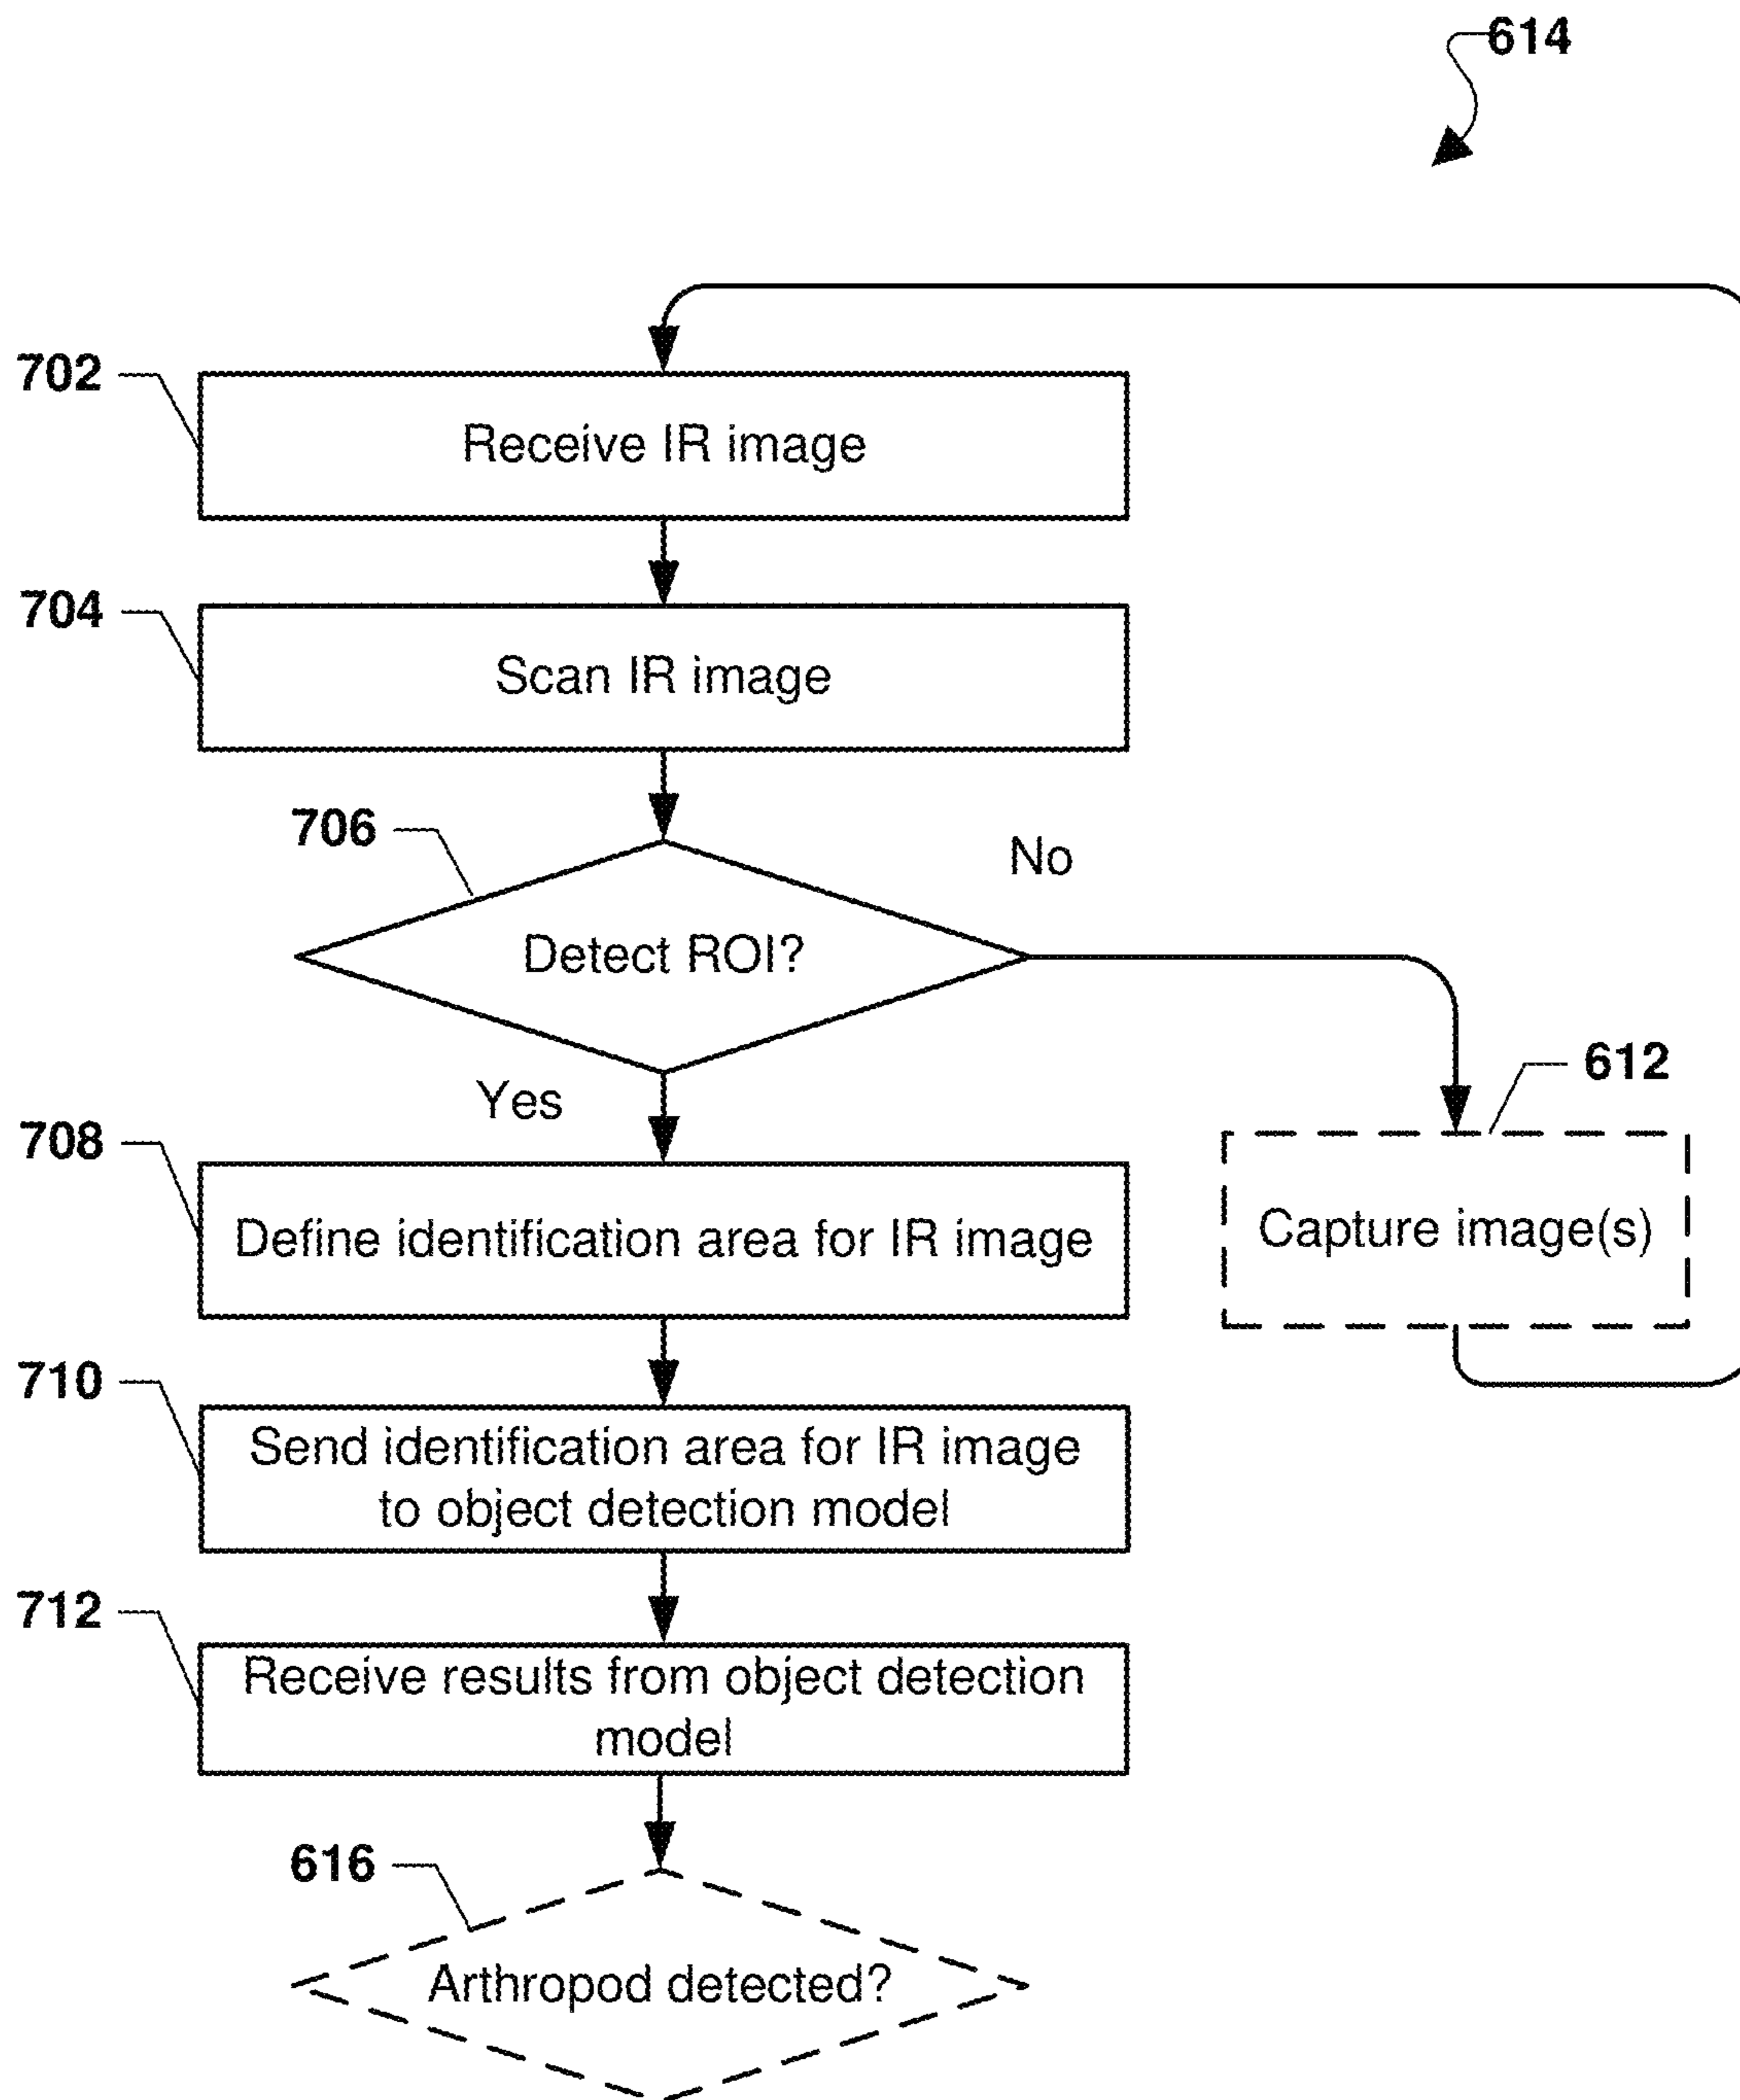 614
702
Receive IR image
704
Scan IR image
706
No
Detect ROI?
Yes
612
708
Capture image(s)
Define identification area for IR image
710
Send identification area for IR image
to object detection model
712
Receive results from object detection
model
616
Arthropod detected?